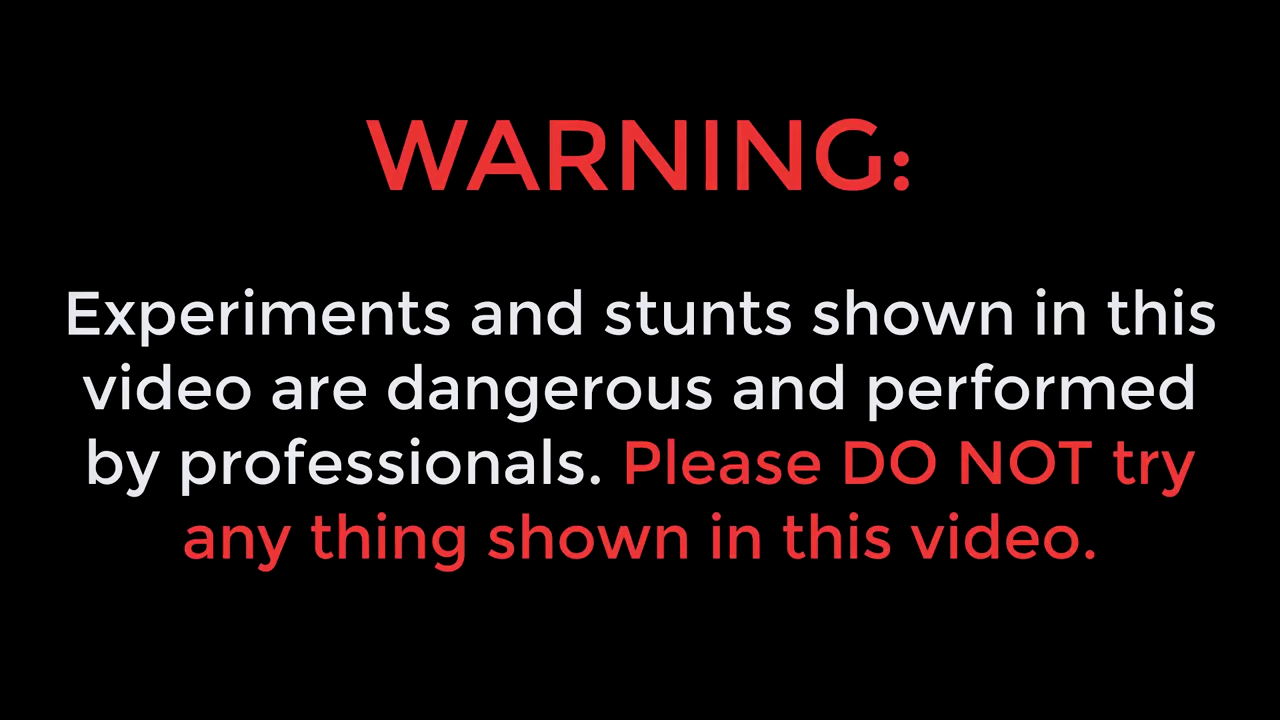 WARNING:
Experiments and stunts shown in this
video are dangerous and performed
by professionals. Please DO NOT try
any thing shown in this video.